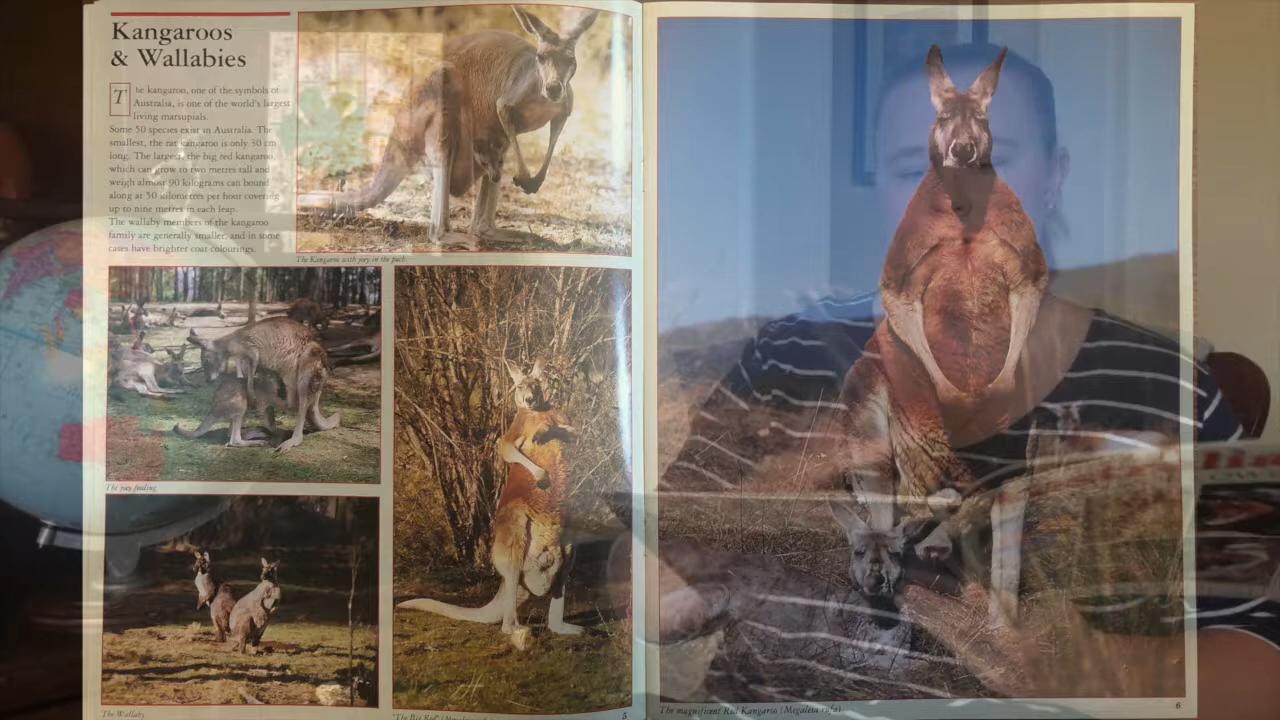 Kangaroos
& Wallabies
The kangaroo, one of the symbols of
Australia, is one of the world's largest
living marsupials.
Some 50 species exist in Australia. The
smallest, the rat kangaroo is only 30 cm
long. The largest, the big red kangaroo,
which can grow to two metres tall and
weigh almost 90 kilograms can bound
along at 50 kilometres per hour covering
up to nine metres in each leap.
The wallaby members of the kangaroo
family are generally smaller, and in some
cases have brighter coat colourings.
The Kangaroo with joey in the pouch.
The joey feeding
The Wallaby
"The Big Red"
5
The magnificent Red Kangaroo (Megaleia rufa)
6